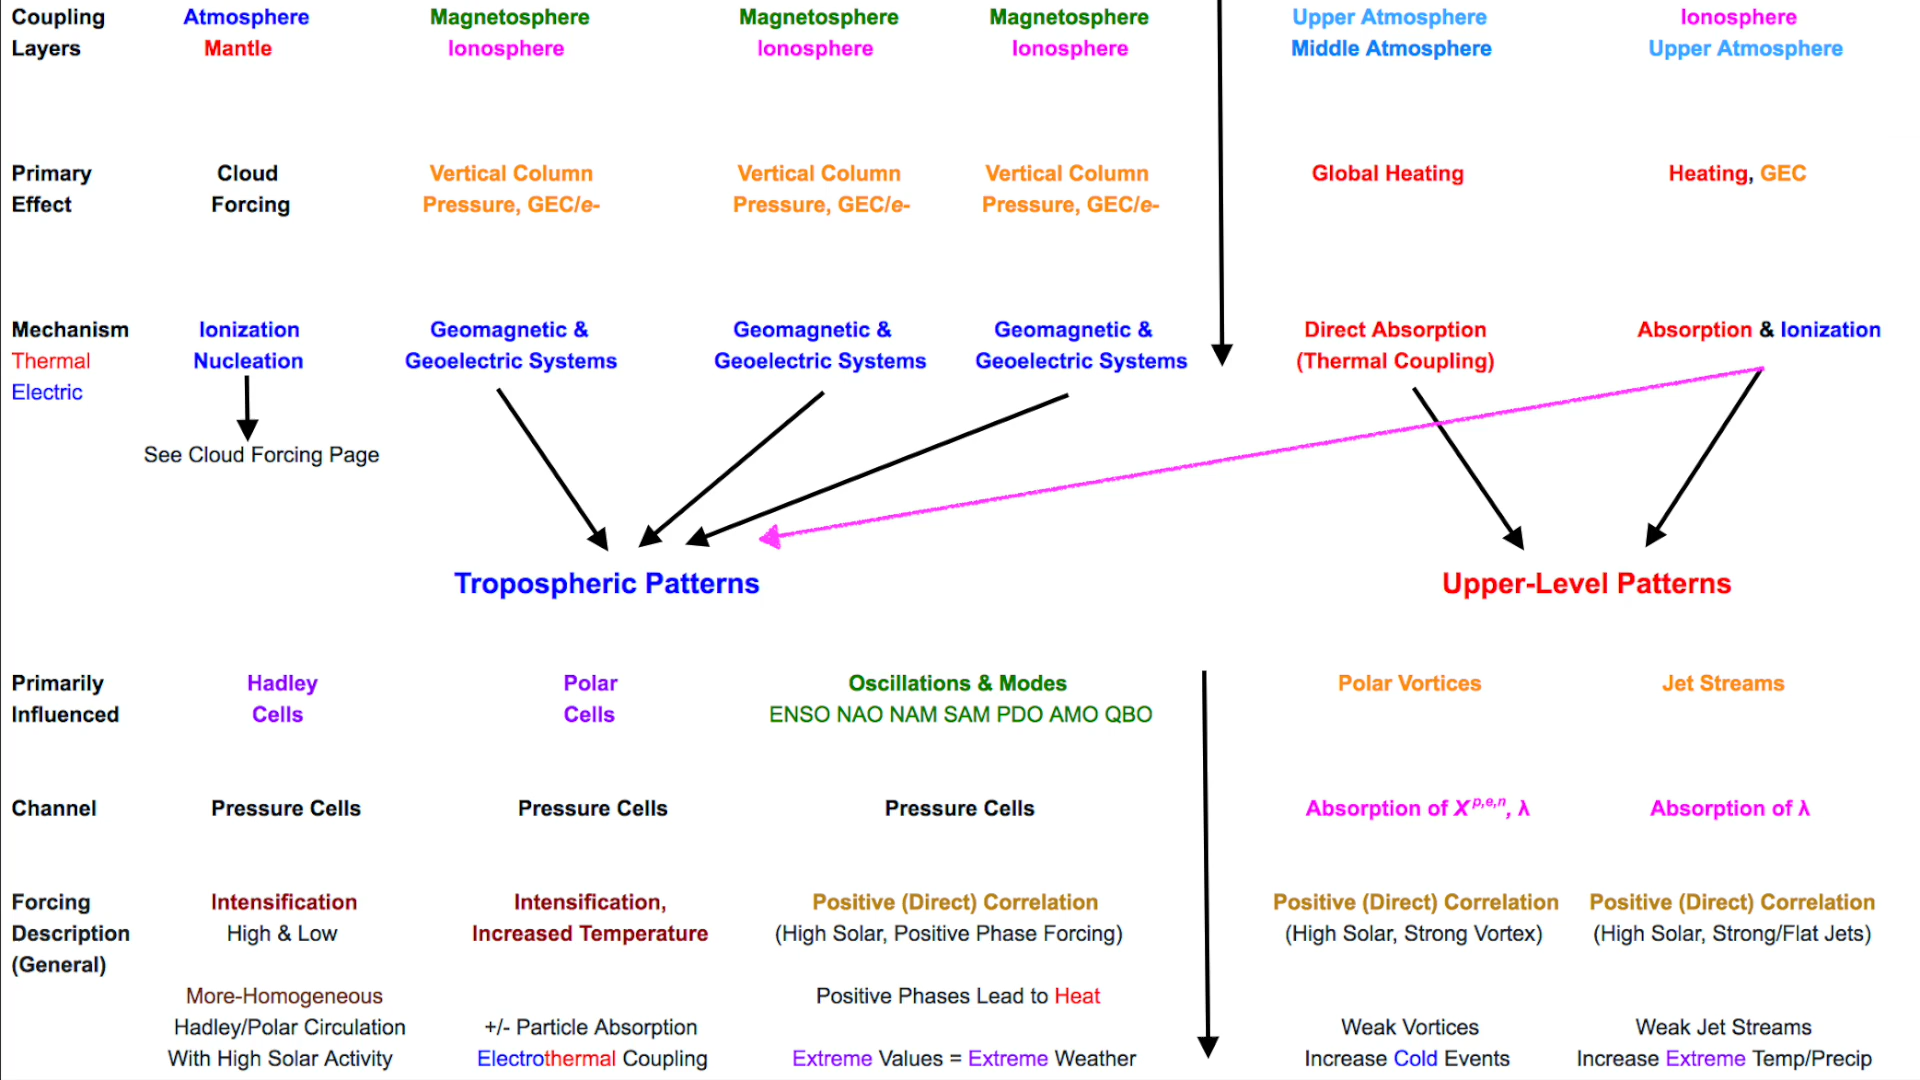 Coupling Atmosphere Magnetosphere Magnetosphere Magnetosphere Upper Atmosphere Ionosphere
Layers Mantle Ionosphere Ionosphere Ionosphere Middle Atmosphere Upper Atmosphere
Primary Cloud Vertical Column Vertical Column Vertical Column Global Heating Heating, GEC
Effect Forcing Pressure, GEC/e- Pressure, GEC/e- Pressure, GEC/e-
Mechanism Ionization Geomagnetic & Geomagnetic & Geomagnetic & Direct Absorption Absorption & Ionization
Thermal Nucleation Geoelectric Systems Geoelectric Systems Geoelectric Systems (Thermal Coupling)
Electric
See Cloud Forcing Page
Tropospheric Patterns Upper-Level Patterns
Primarily Hadley Polar Oscillations & Modes Polar Vortices Jet Streams
Influenced Cells Cells ENSO NAO NAM SAM PDO AMO QBO
Channel Pressure Cells Pressure Cells Pressure Cells Absorption of X^p,e,n, λ Absorption of λ
Forcing Intensification Intensification, Positive (Direct) Correlation Positive (Direct) Correlation Positive (Direct) Correlation
Description High & Low Increased Temperature (High Solar, Positive Phase Forcing) (High Solar, Strong Vortex) (High Solar, Strong/Flat Jets)
(General)
More-Homogeneous Positive Phases Lead to Heat
Hadley/Polar Circulation +/- Particle Absorption Weak Vortices Weak Jet Streams
With High Solar Activity Electrothermal Coupling Extreme Values = Extreme Weather Increase Cold Events Increase Extreme Temp/Precip